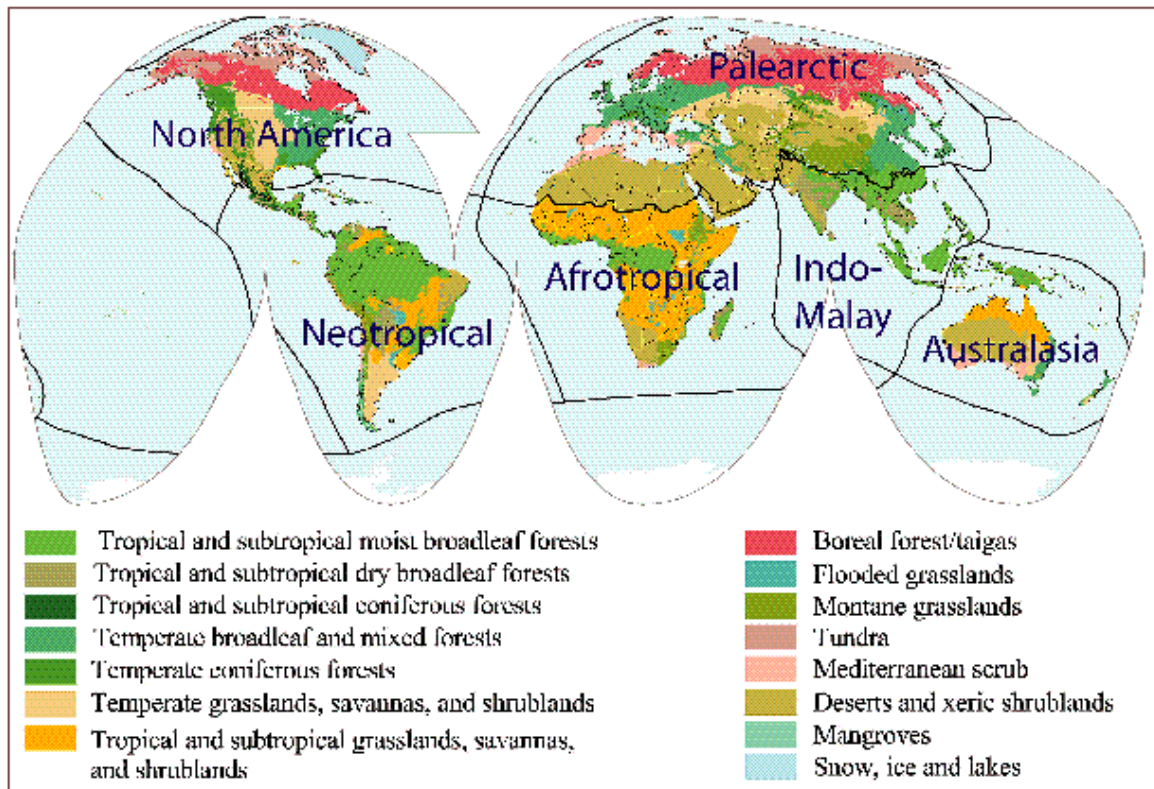 Palearctic
North America
Afrotropical
Indo-
Malay
Neotropical
Australasia
Tropical and subtropical moist broadleaf forests
Tropical and subtropical dry broadleaf forests
Tropical and subtropical coniferous forests
Temperate broadleaf and mixed forests
Temperate coniferous forests
Temperate grasslands, savannas, and shrublands
Tropical and subtropical grasslands, savannas,
and shrublands
Boreal forest/taigas
Flooded grasslands
Montane grasslands
Tundra
Mediterranean scrub
Deserts and xeric shrublands
Mangroves
Snow, ice and lakes